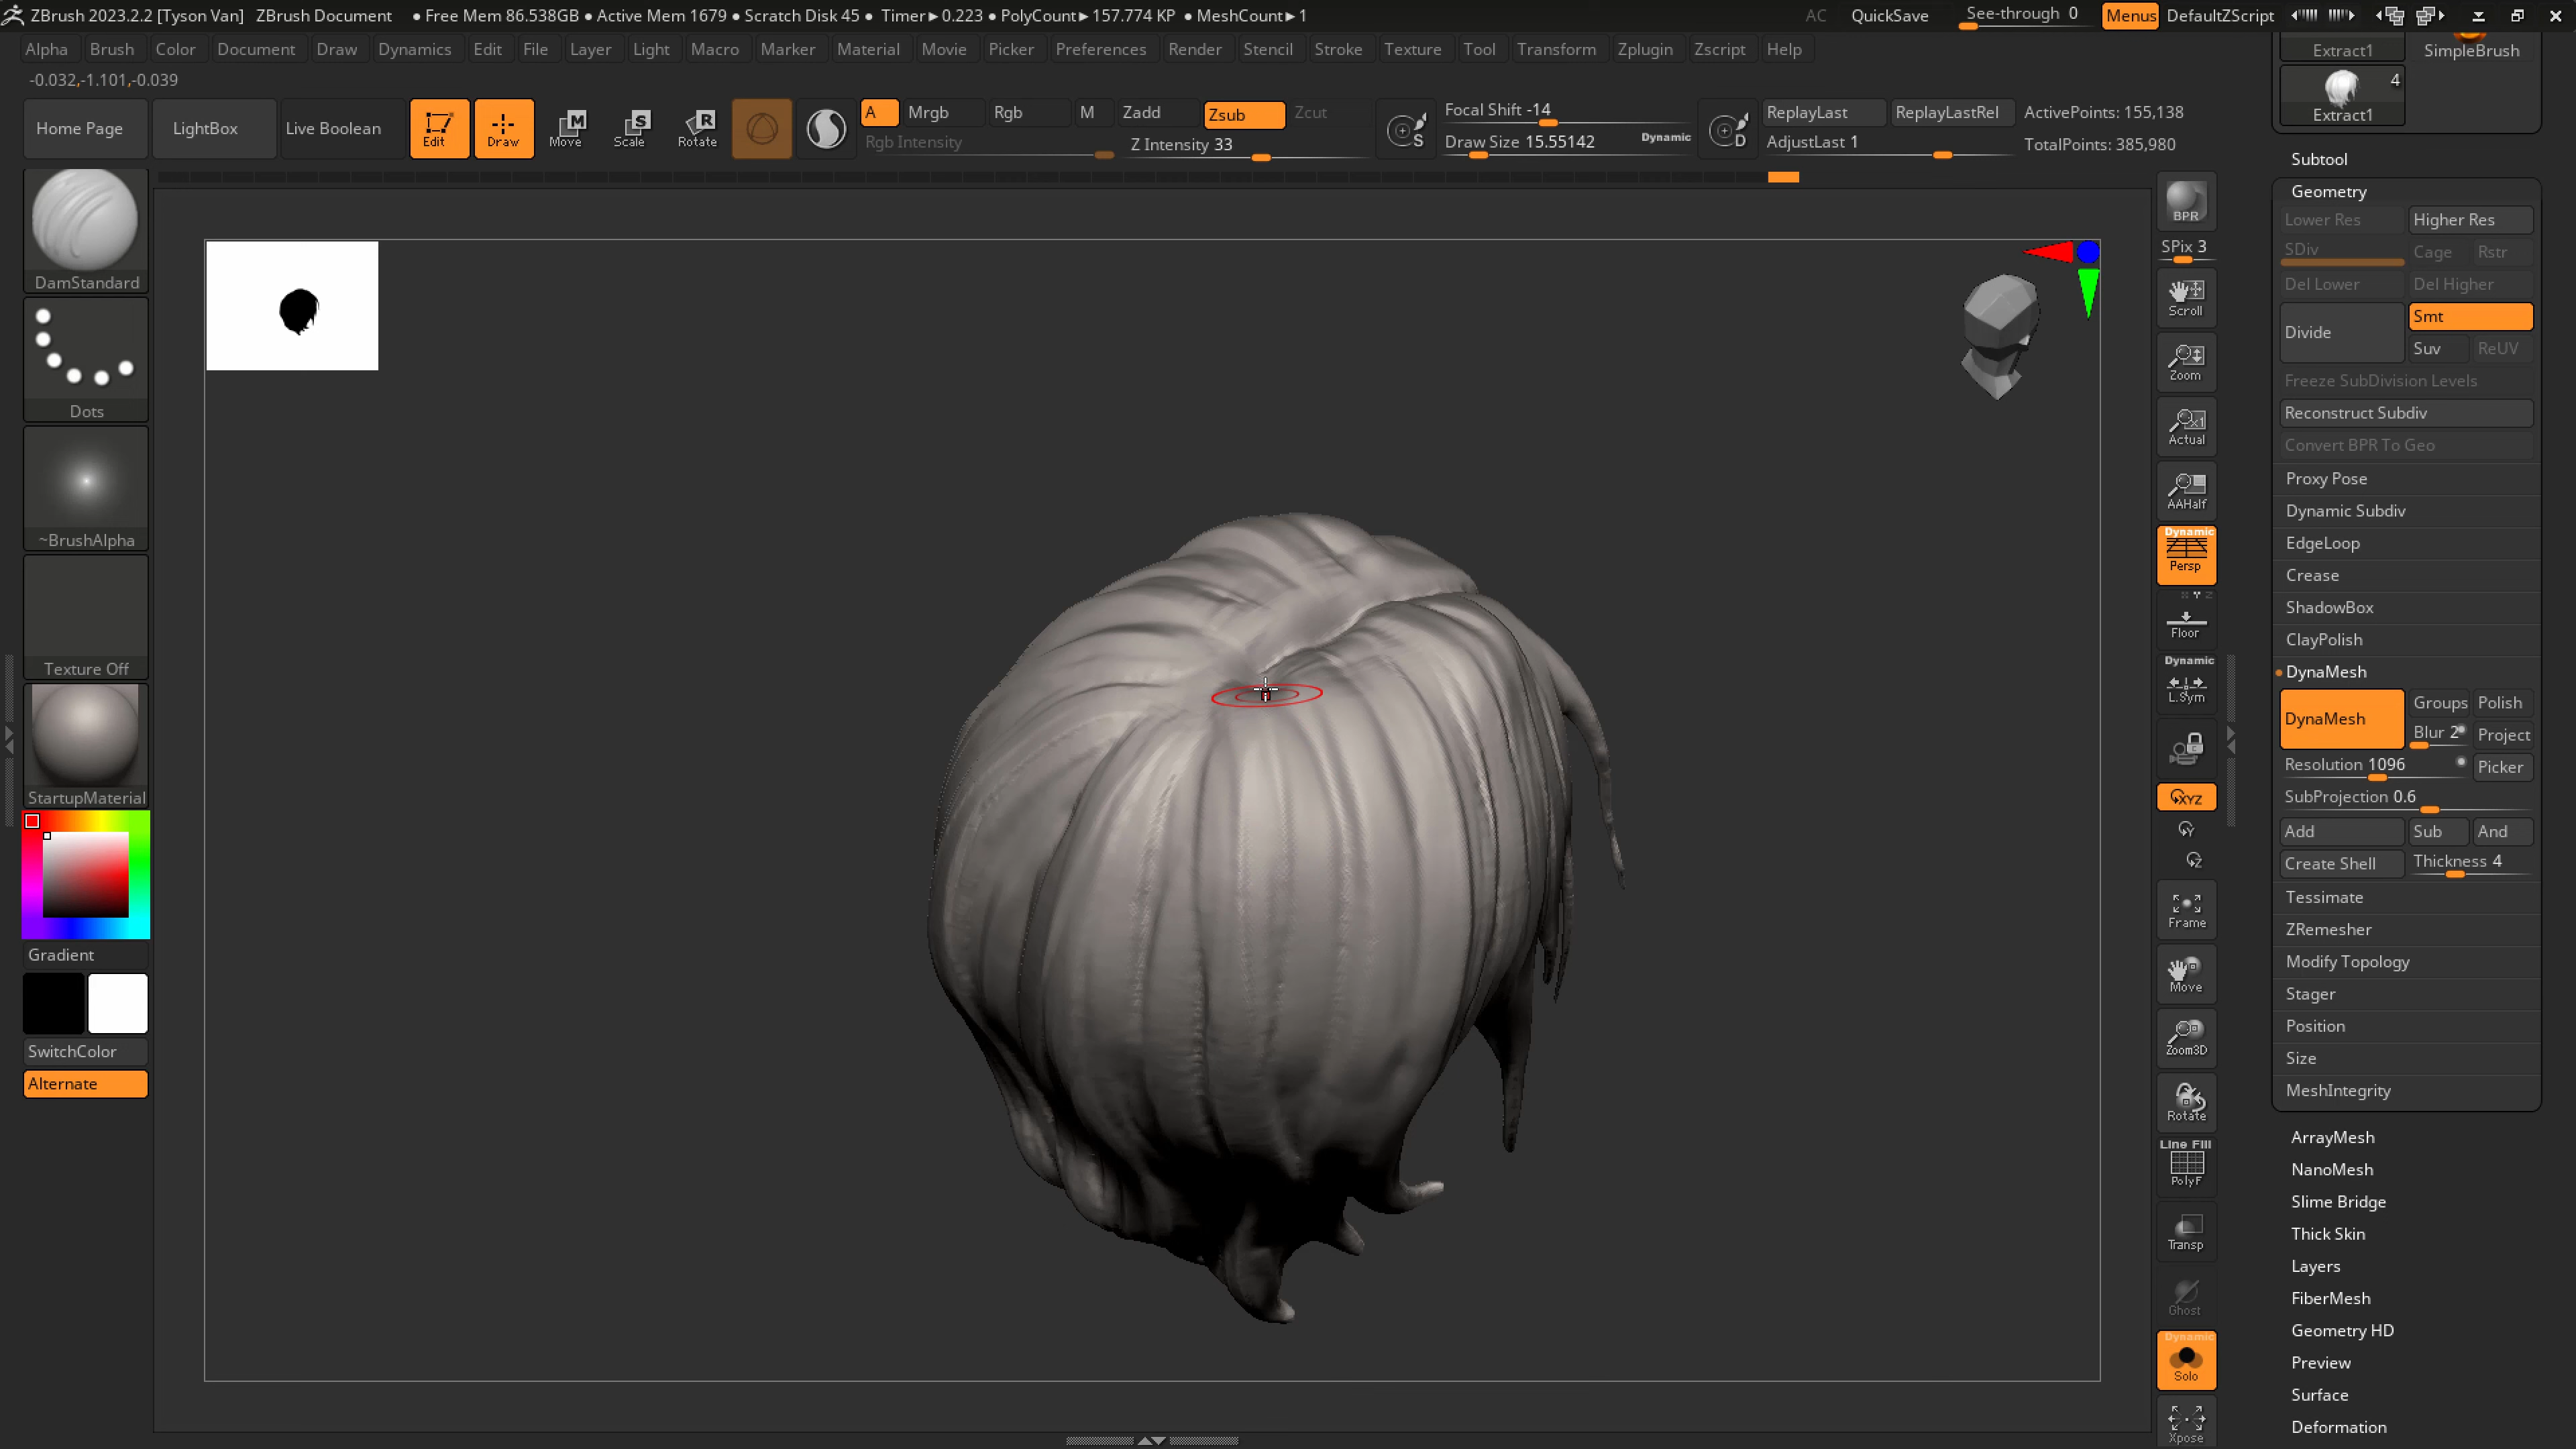 ZBrush 2023.2.2 [Tyson Van] ZBrush Document ● Free Mem 86.538GB ● Active Mem 1679 ● Scratch Disk 45 ● Timer►0.223 ● PolyCount►157.774 KP ● MeshCount►1 AC QuickSave See-through 0 Menus DefaultZScript
Alpha Brush Color Document Draw Dynamics Edit File Layer Light Macro Marker Material Movie Picker Preferences Render Stencil Stroke Texture Tool Transform Zplugin Zscript Help
-0.032,-1.101,-0.039
Home Page LightBox Live Boolean Edit Draw Move Scale Rotate
M S R
A Mrgb Rgb M Zadd Zsub Zcut
Rgb Intensity Z Intensity 33
S Focal Shift -14
Draw Size 15.55142 Dynamic
D ReplayLast ReplayLastRel ActivePoints: 155,138
AdjustLast 1 TotalPoints: 385,980
DamStandard
Dots
~BrushAlpha
Texture Off
StartupMaterial
Gradient
SwitchColor
Alternate
BPR
SPix 3
Scroll
Zoom
x1
Actual
AAHalf
Dynamic
Persp
X Y Z
Floor
Dynamic
L.Sym
XYZ
Y
Z
Frame
Move
Zoom3D
Rotate
Line Fill
PolyF
Transp
Ghost
Dynamic
Solo
Xpose
Extract1 SimpleBrush
4
Extract1
Subtool
Geometry
Lower Res Higher Res
SDiv Cage Rstr
Del Lower Del Higher
Divide Smt
Suv ReUV
Freeze SubDivision Levels
Reconstruct Subdiv
Convert BPR To Geo
Proxy Pose
Dynamic Subdiv
EdgeLoop
Crease
ShadowBox
ClayPolish
DynaMesh
DynaMesh Groups Polish
Blur 2 Project
Resolution 1096 Picker
SubProjection 0.6
Add Sub And
Create Shell Thickness 4
Tessimate
ZRemesher
Modify Topology
Stager
Position
Size
MeshIntegrity
ArrayMesh
NanoMesh
Slime Bridge
Thick Skin
Layers
FiberMesh
Geometry HD
Preview
Surface
Deformation